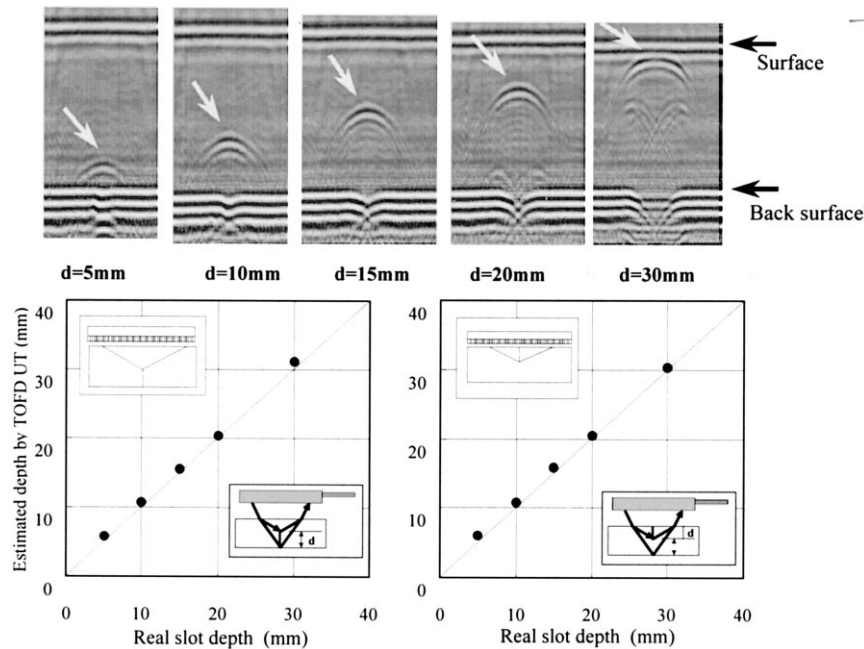 Surface
Back surface
d=5mm d=10mm d=15mm d=20mm d=30mm
Estimated depth by TOFD UT (mm)
40
30
20
10
0
0 10 20 30 40
Real slot depth (mm)
d
40
30
20
10
0
0 10 20 30 40
Real slot depth (mm)
d